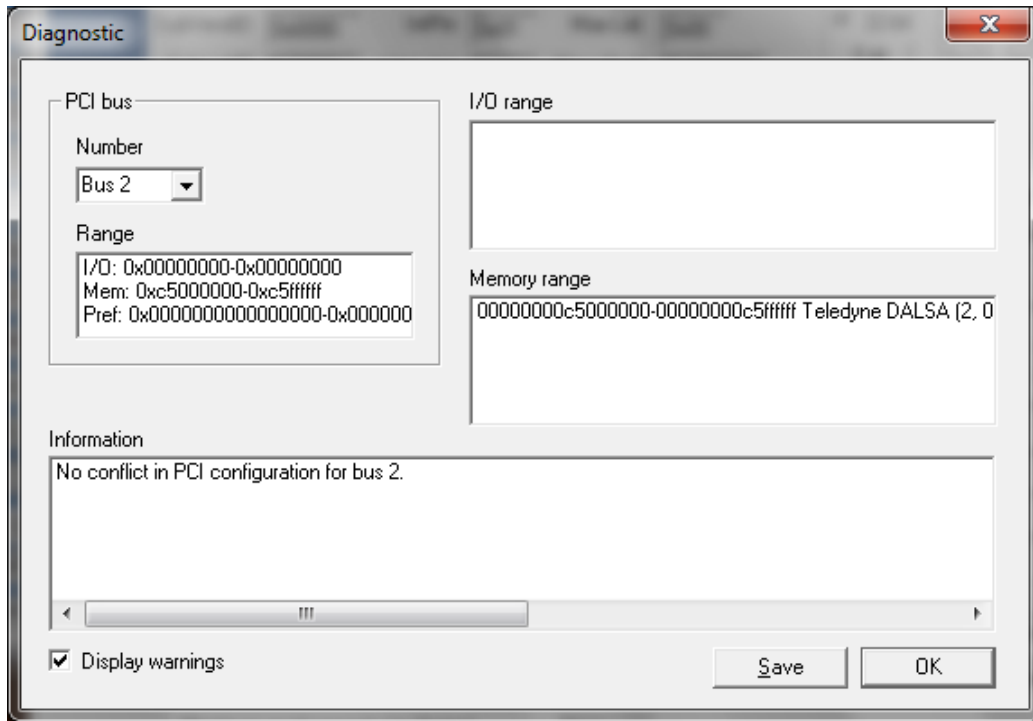 Diagnostic
PCI bus
Number
Bus 2
Range
I/O: 0x00000000-0x00000000
Mem: 0xc5000000-0xc5ffffff
Pref: 0x0000000000000000-0x000000
I/O range
Memory range
00000000c5000000-00000000c5ffffff Teledyne DALSA (2, 0
Information
No conflict in PCI configuration for bus 2.
Display warnings
Save
OK